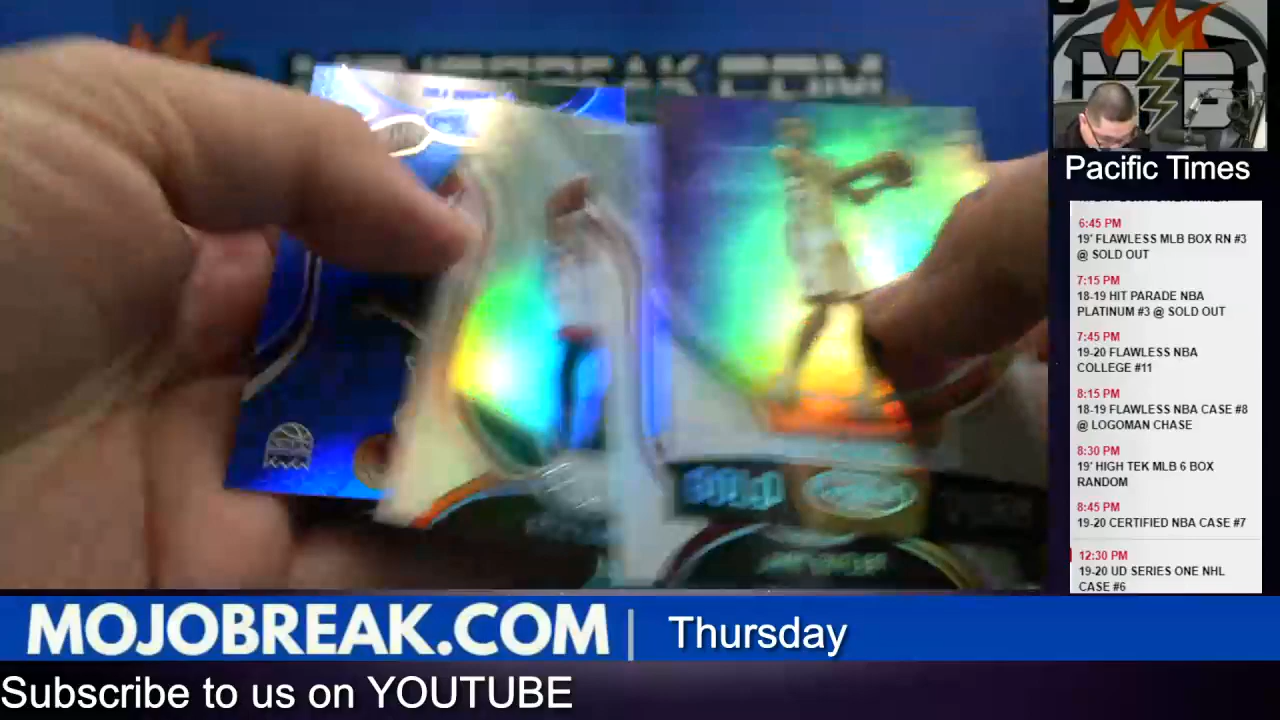 MOJOBREAK.COM
MB
Pacific Times
6:45 PM
19' FLAWLESS MLB BOX RN #3
@ SOLD OUT
7:15 PM
18-19 HIT PARADE NBA
PLATINUM #3 @ SOLD OUT
7:45 PM
19-20 FLAWLESS NBA
COLLEGE #11
8:15 PM
18-19 FLAWLESS NBA CASE #8
@ LOGOMAN CHASE
8:30 PM
19' HIGH TEK MLB 6 BOX
RANDOM
8:45 PM
19-20 CERTIFIED NBA CASE #7
12:30 PM
19-20 UD SERIES ONE NHL
CASE #6
MOJOBREAK.COM | Thursday
Subscribe to us on YOUTUBE